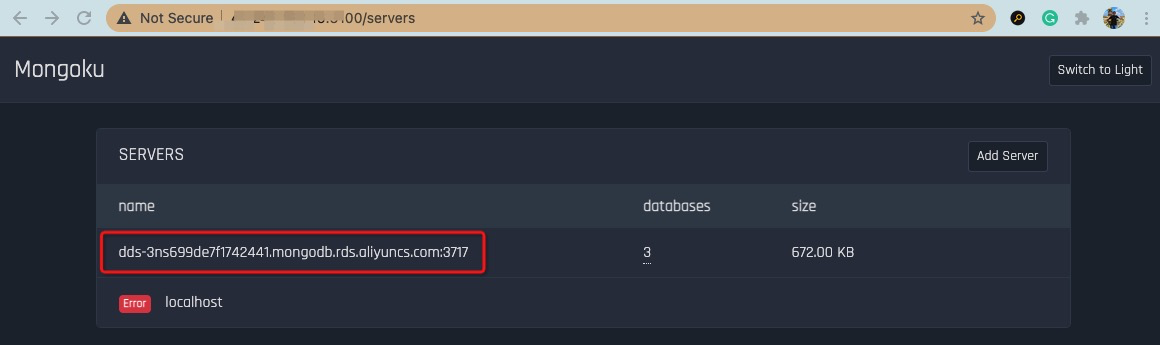 Not Secure
100/servers
Mongoku
Switch to Light
SERVERS
Add Server
name databases size
dds-3ns699de7f1742441.mongodb.rds.aliyuncs.com:3717 3 672.00 KB
Error localhost